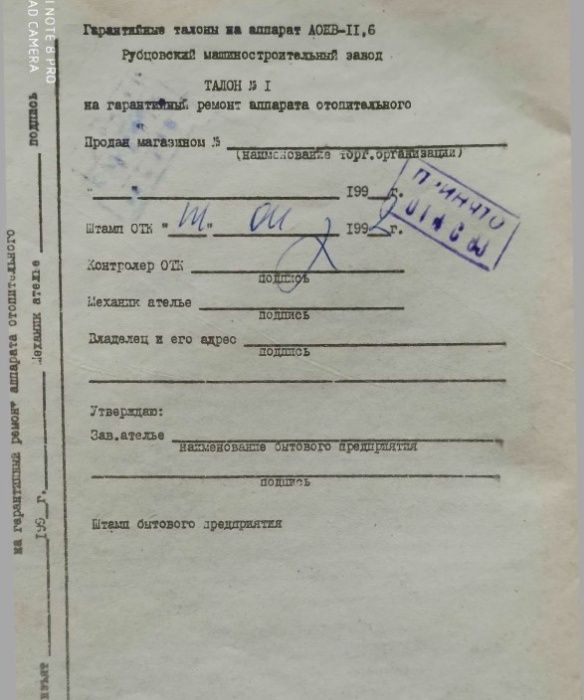 Гарантийные талоны на аппарат АОЕВ-II,6
Рубцовский машиностроительный завод
ТАЛОН № I
на гарантийный ремонт аппарата отопительного
Продан магазином №
(наименование торг.организации)
" " 199 г.
Штамп ОТК " " 199 г.
ПРИНЯТО
Контролер ОТК
подпись
Механик ателье
подпись
Владелец и его адрес
подпись
Утверждаю:
Зав.ателье
наименование бытового предприятия
подпись
Штамп бытового предприятия
на гарантийный ремонт аппарата отопительного
199 г. Механик ателье подпись
NOTE 8 PRO
AD CAMERA